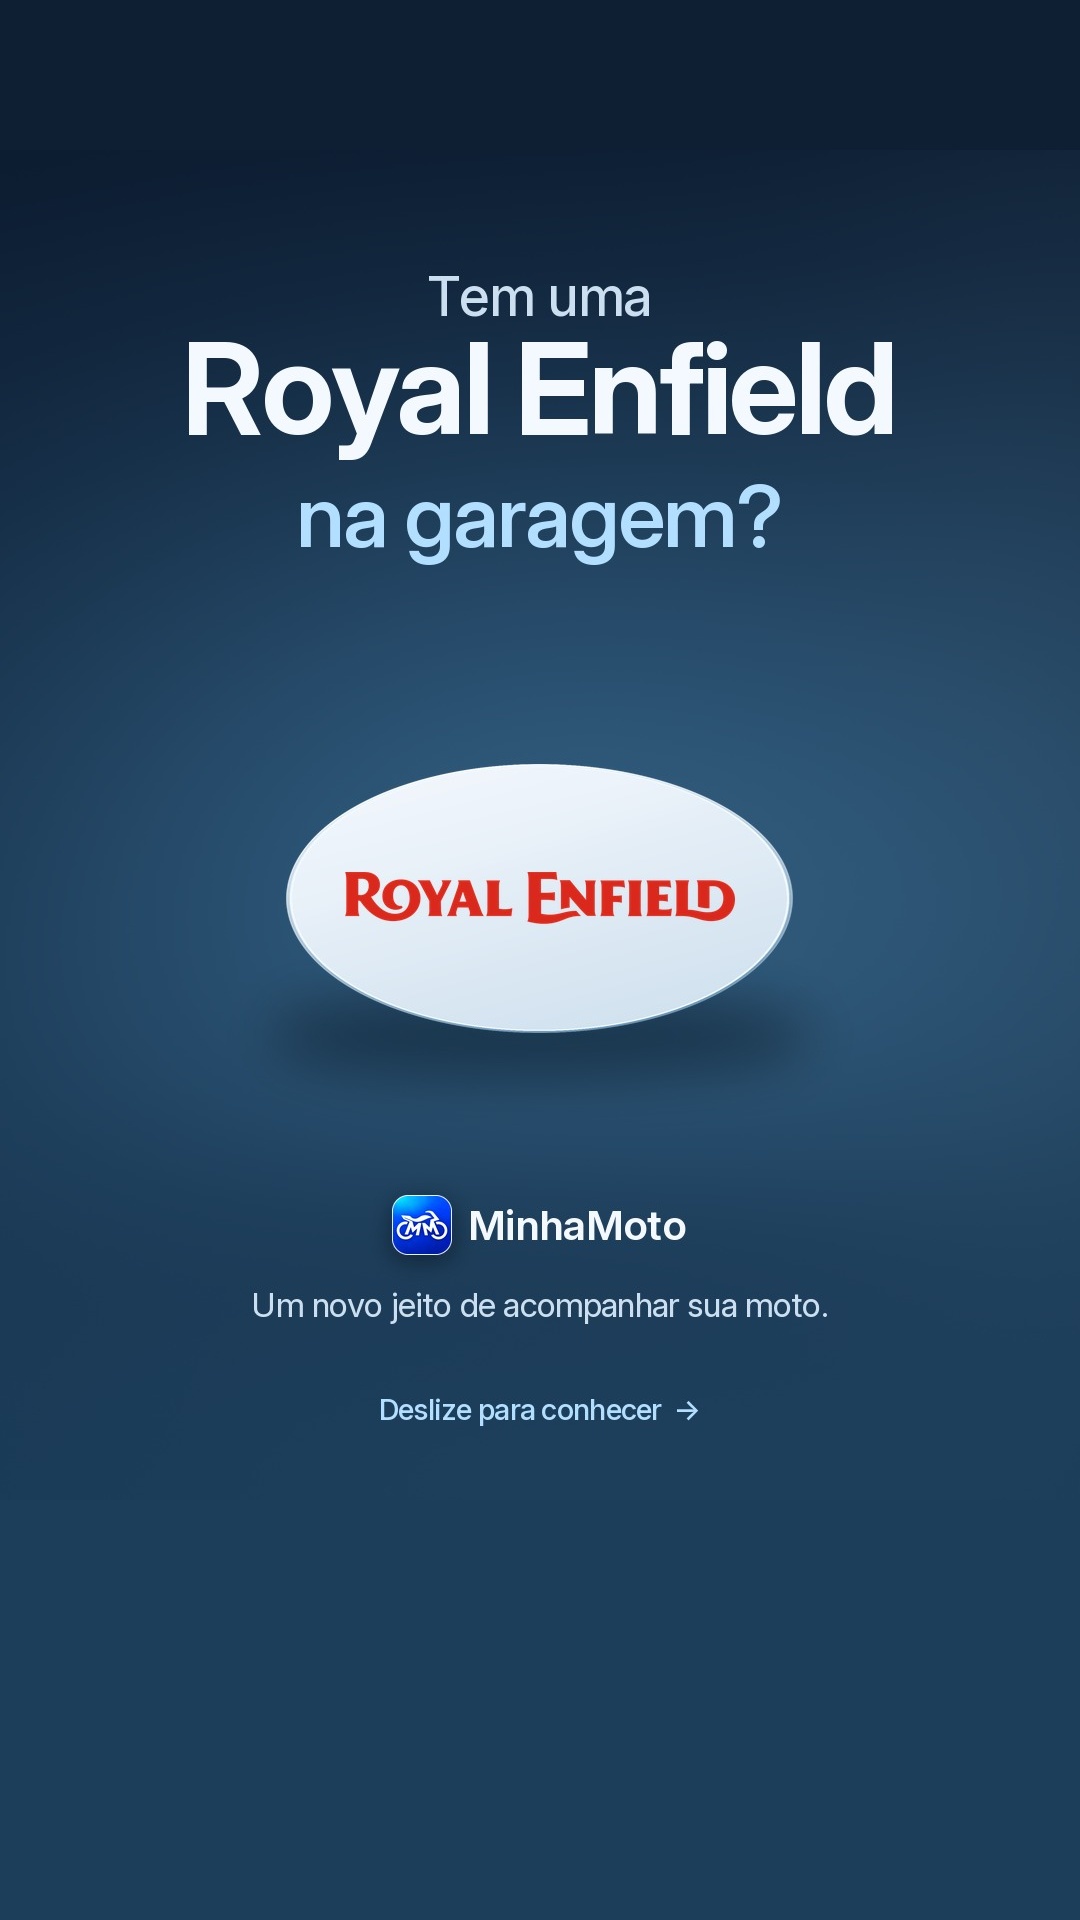 Tem uma
Royal Enfield
na garagem?
ROYAL ENFIELD
MM
MinhaMoto
Um novo jeito de acompanhar sua moto.
Deslize para conhecer →